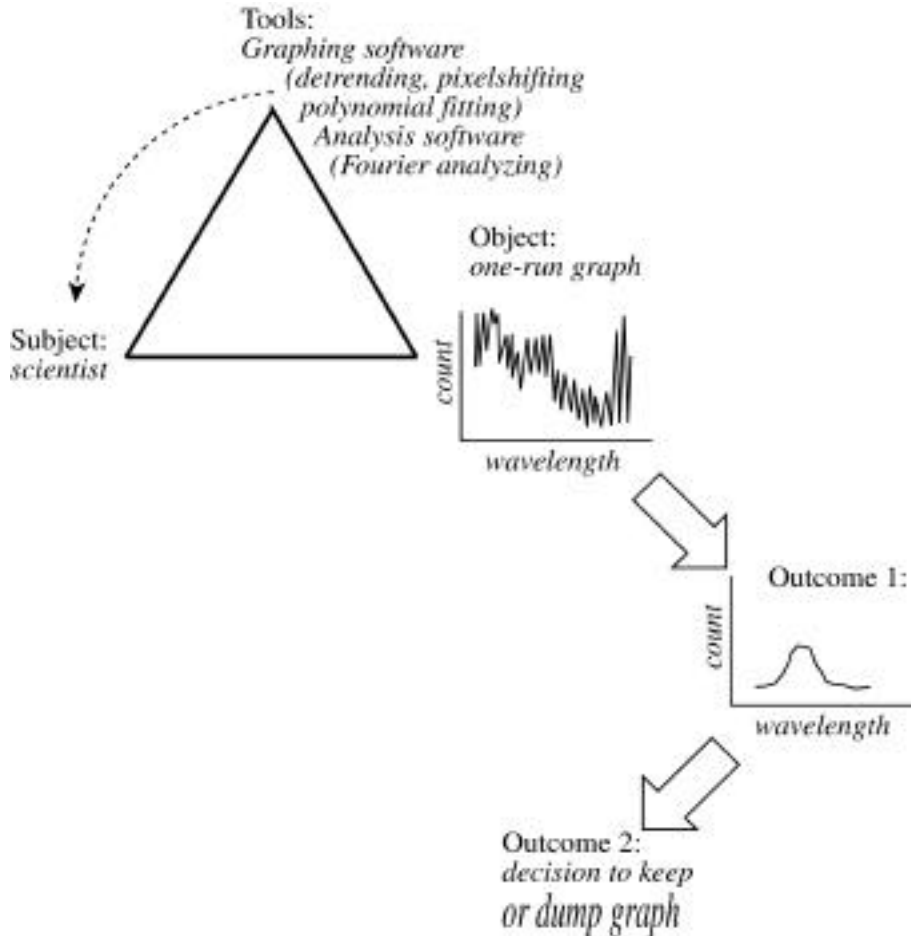 Tools:
Graphing software
(detrending, pixelshifting
polynomial fitting)
Analysis software
(Fourier analyzing)
Object:
one-run graph
Subject:
scientist
count
wavelength
Outcome 1:
count
wavelength
Outcome 2:
decision to keep
or dump graph